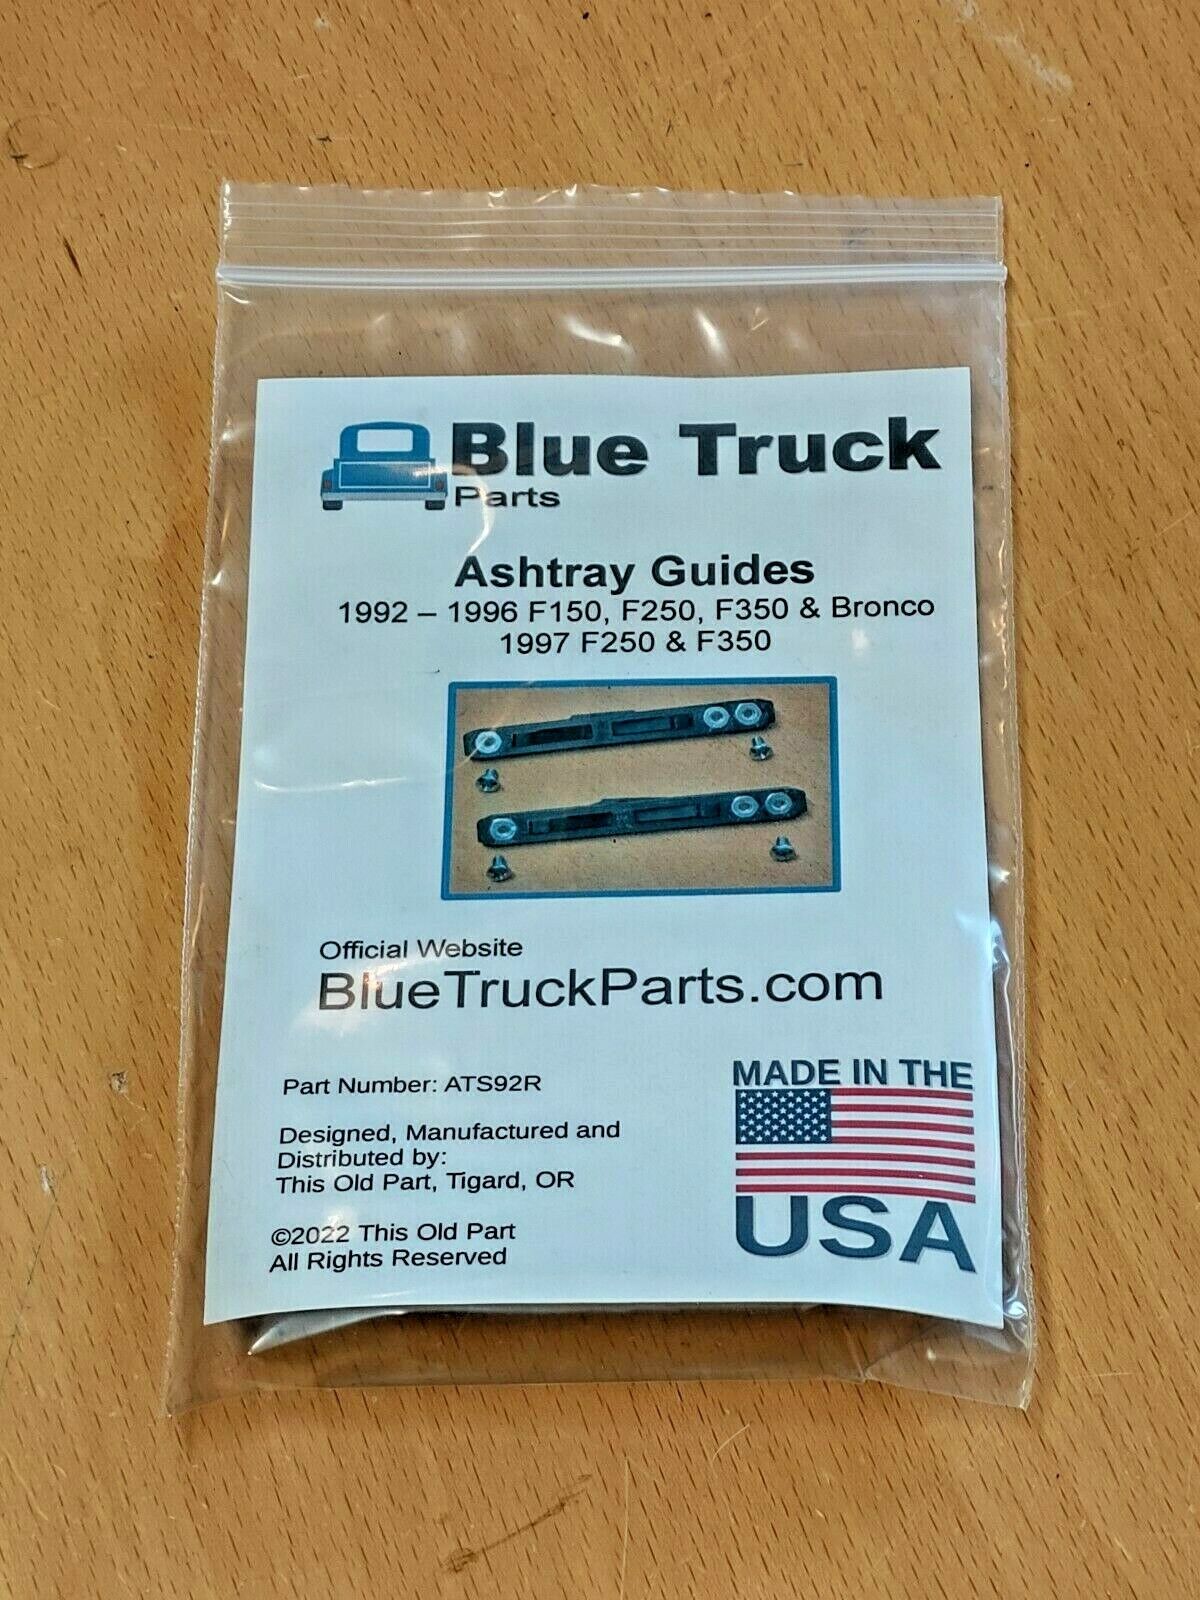 Blue Truck
Parts
Ashtray Guides
1992 – 1996 F150, F250, F350 & Bronco
1997 F250 & F350
Official Website
BlueTruckParts.com
Part Number: ATS92R
Designed, Manufactured and
Distributed by:
This Old Part, Tigard, OR
©2022 This Old Part
All Rights Reserved
MADE IN THE
USA